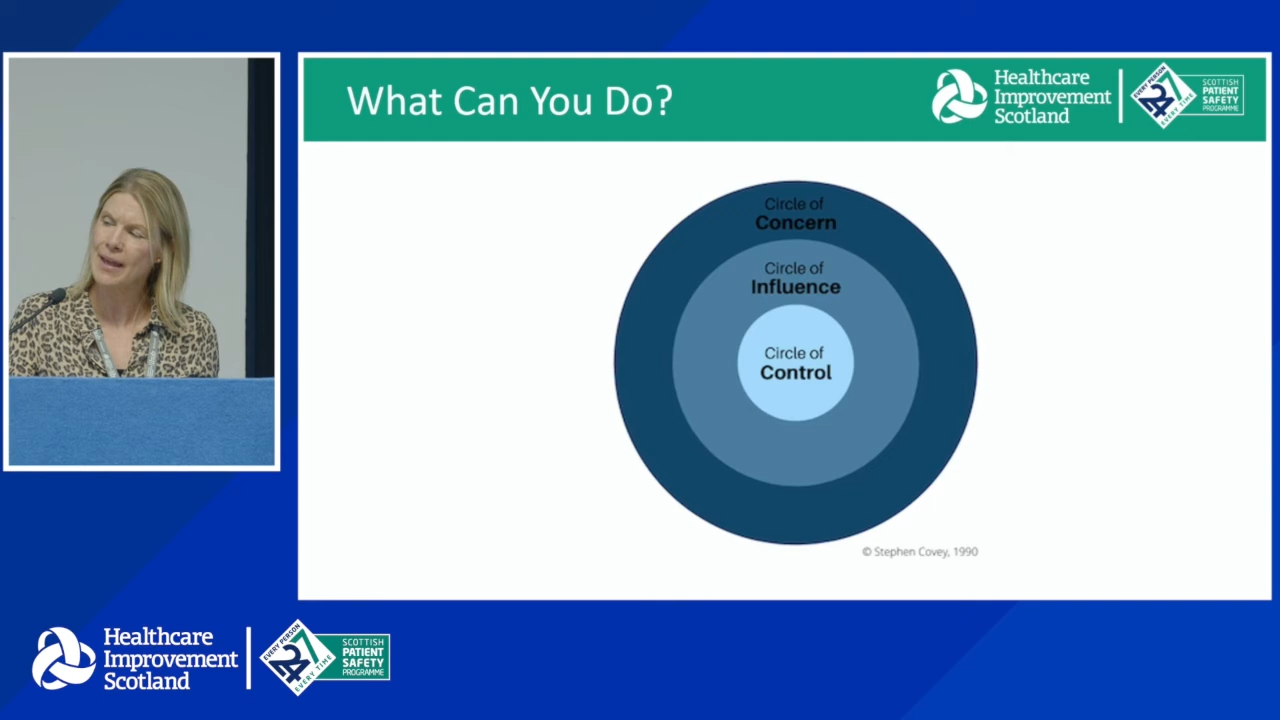 What Can You Do?
Healthcare
Improvement
Scotland
EVERY PERSON
24
7
EVERY TIME
SCOTTISH
PATIENT
SAFETY
PROGRAMME
Circle of
Concern
Circle of
Influence
Circle of
Control
© Stephen Covey, 1990
Healthcare
Improvement
Scotland
EVERY PERSON
24
7
EVERY TIME
SCOTTISH
PATIENT
SAFETY
PROGRAMME